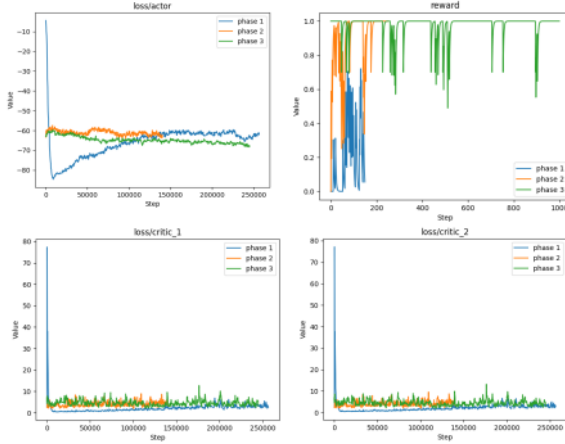 loss/actor
phase 1
phase 2
phase 3
-10
-20
-30
-40
-50
-60
-70
-80
Value
0 50000 100000 150000 200000 250000
Step
reward
1.0
0.8
0.6
0.4
0.2
0.0
Value
phase 1
phase 2
phase 3
0 200 400 600 800 1000
Step
loss/critic_1
phase 1
phase 2
phase 3
80
70
60
50
40
30
20
10
0
Value
0 50000 100000 150000 200000 250000
Step
loss/critic_2
phase 1
phase 2
phase 3
80
70
60
50
40
30
20
10
0
Value
0 50000 100000 150000 200000 250000
Step